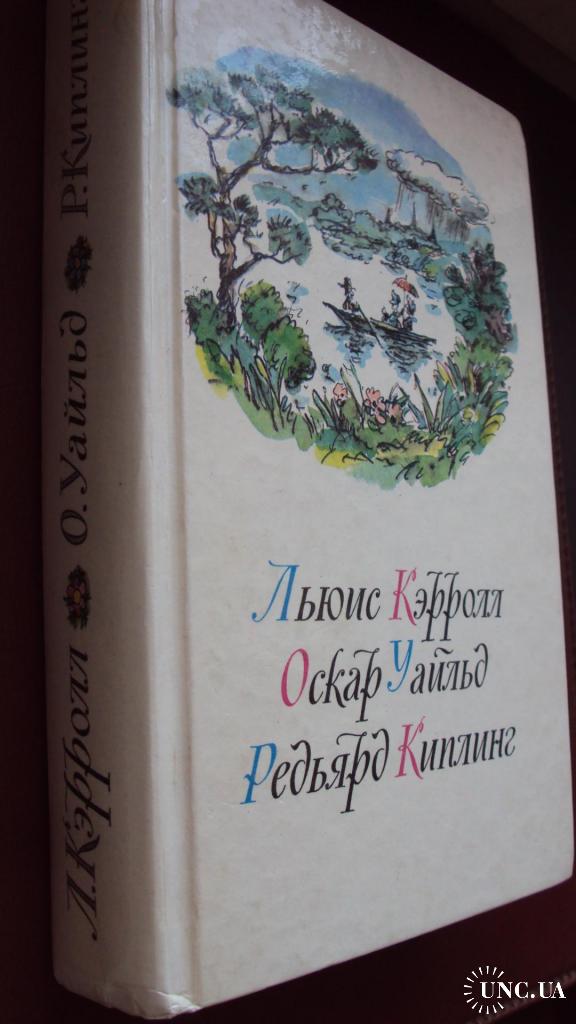 Л. Кэрролл О. Уайльд Р. Киплинг
Льюис Кэрролл
Оскар Уайльд
Редьярд Киплинг
UNC.UA